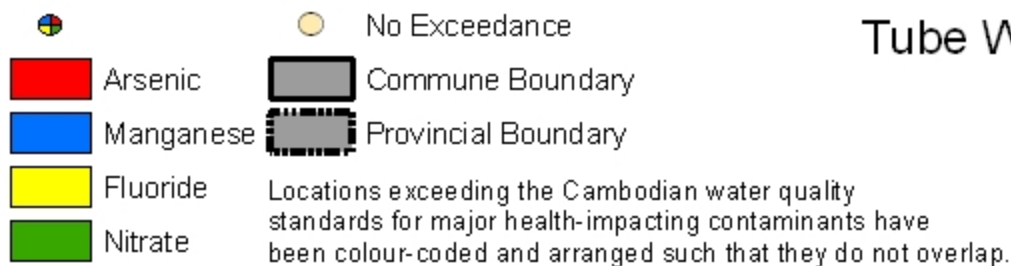 No Exceedance
Tube
Arsenic
Commune Boundary
Manganese
Provincial Boundary
Fluoride
Nitrate
Locations exceeding the Cambodian water quality
standards for major health-impacting contaminants have
been colour-coded and arranged such that they do not overlap.